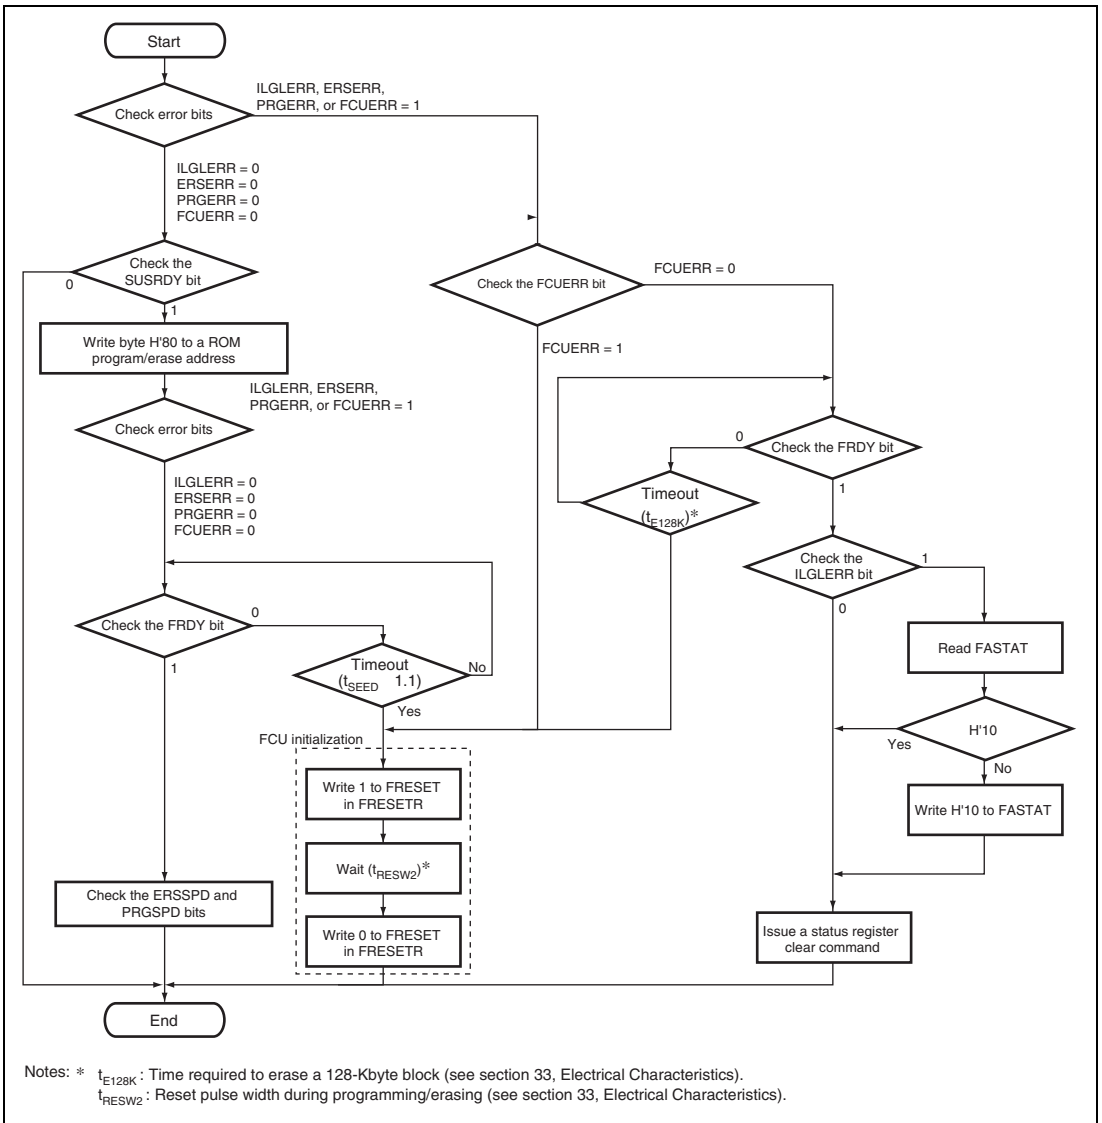 Start
Check error bits
ILGLERR, ERSERR,
PRGERR, or FCUERR = 1
ILGLERR = 0
ERSERR = 0
PRGERR = 0
FCUERR = 0
Check the
SUSRDY bit
0
1
Write byte H'80 to a ROM
program/erase address
ILGLERR, ERSERR,
PRGERR, or FCUERR = 1
Check error bits
ILGLERR = 0
ERSERR = 0
PRGERR = 0
FCUERR = 0
Check the FRDY bit
0
1
Timeout
(tSEED 1.1)
No
Yes
Check the FCUERR bit
FCUERR = 0
FCUERR = 1
Check the FRDY bit
0
1
Timeout
(tE128K)*
Check the
ILGLERR bit
1
0
Read FASTAT
H'10
Yes
No
Write H'10 to FASTAT
FCU initialization
Write 1 to FRESET
in FRESETR
Wait (tRESW2)*
Write 0 to FRESET
in FRESETR
Check the ERSSPD and
PRGSPD bits
Issue a status register
clear command
End
Notes: * tE128K : Time required to erase a 128-Kbyte block (see section 33, Electrical Characteristics).
tRESW2 : Reset pulse width during programming/erasing (see section 33, Electrical Characteristics).